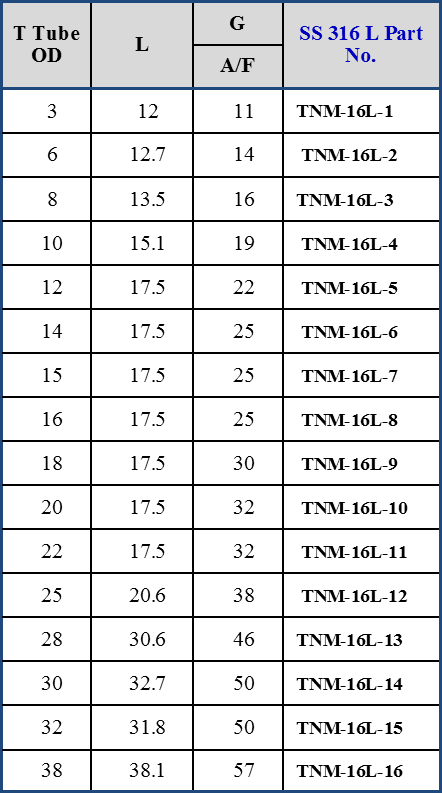 T Tube OD L G A/F SS 316 L Part No.
3 12 11 TNM-16L-1
6 12.7 14 TNM-16L-2
8 13.5 16 TNM-16L-3
10 15.1 19 TNM-16L-4
12 17.5 22 TNM-16L-5
14 17.5 25 TNM-16L-6
15 17.5 25 TNM-16L-7
16 17.5 25 TNM-16L-8
18 17.5 30 TNM-16L-9
20 17.5 32 TNM-16L-10
22 17.5 32 TNM-16L-11
25 20.6 38 TNM-16L-12
28 30.6 46 TNM-16L-13
30 32.7 50 TNM-16L-14
32 31.8 50 TNM-16L-15
38 38.1 57 TNM-16L-16